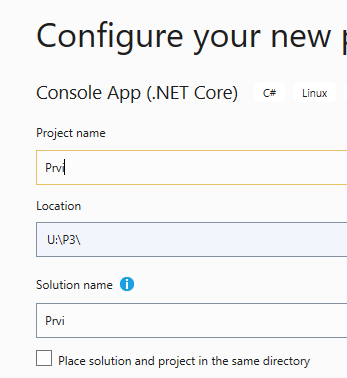 Configure your new p
Console App (.NET Core) C# Linux
Project name
Prvi
Location
U:\P3\
Solution name
Prvi
Place solution and project in the same directory